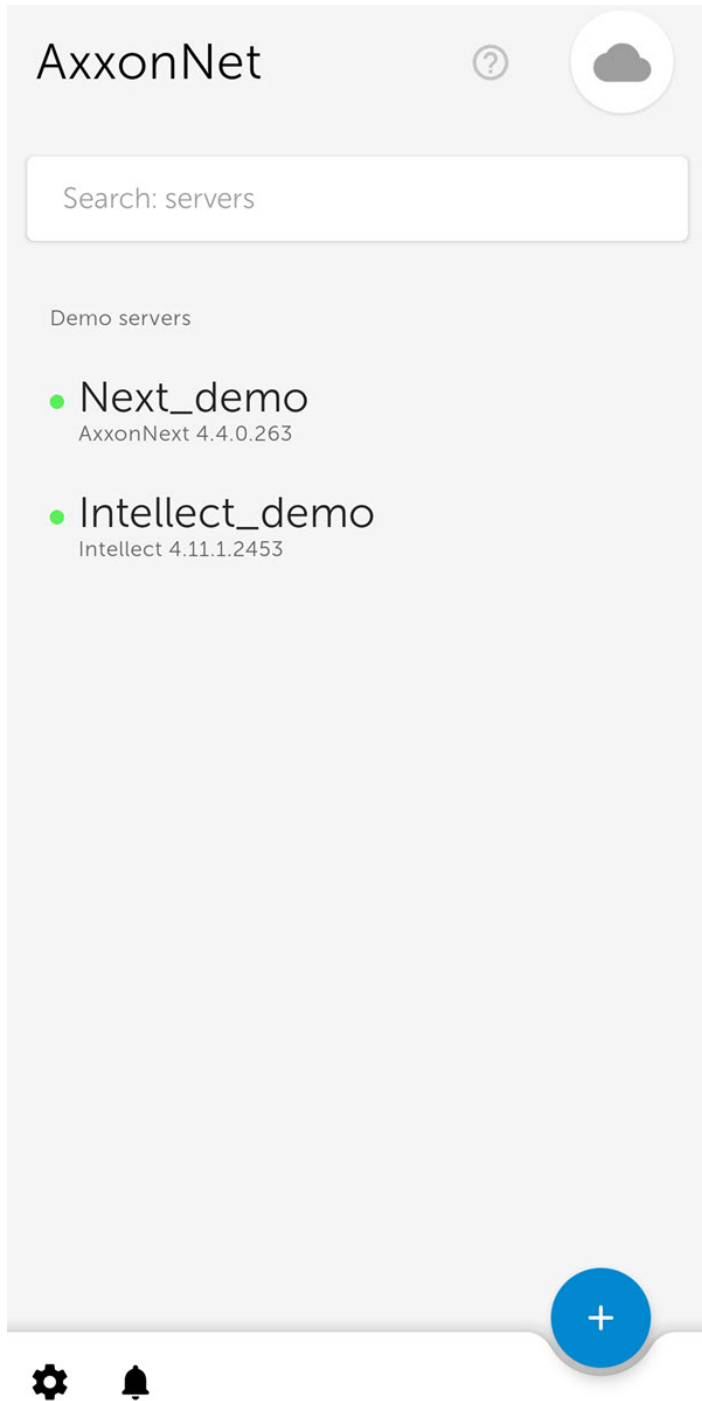 AxxonNet
Search: servers
Demo servers
Next_demo
AxxonNext 4.4.0.263
Intellect_demo
Intellect 4.11.1.2453